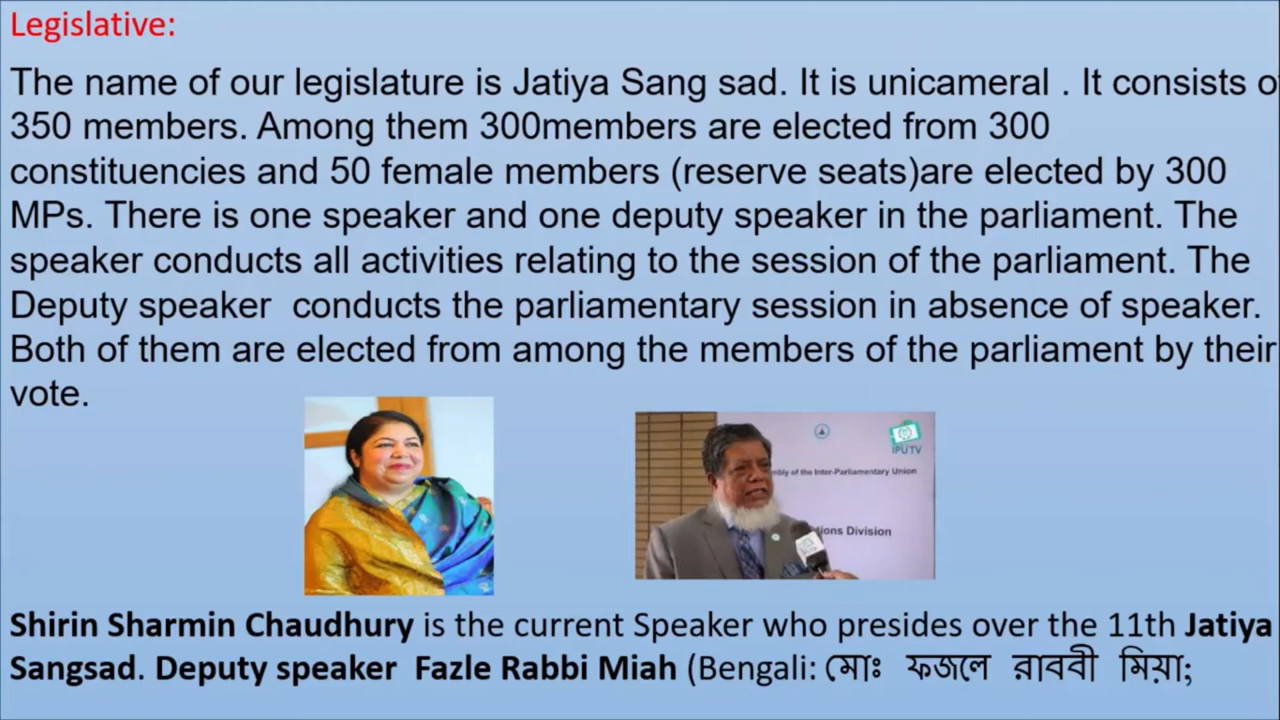 Legislative:
The name of our legislature is Jatiya Sang sad. It is unicameral . It consists o
350 members. Among them 300members are elected from 300
constituencies and 50 female members (reserve seats)are elected by 300
MPs. There is one speaker and one deputy speaker in the parliament. The
speaker conducts all activities relating to the session of the parliament. The
Deputy speaker conducts the parliamentary session in absence of speaker.
Both of them are elected from among the members of the parliament by their
vote.
IPU TV
mbly of the Inter-Parliamentary Union
tions Division
Shirin Sharmin Chaudhury is the current Speaker who presides over the 11th Jatiya
Sangsad. Deputy speaker Fazle Rabbi Miah (Bengali: মোঃ ফজলে রাববী মিয়া;